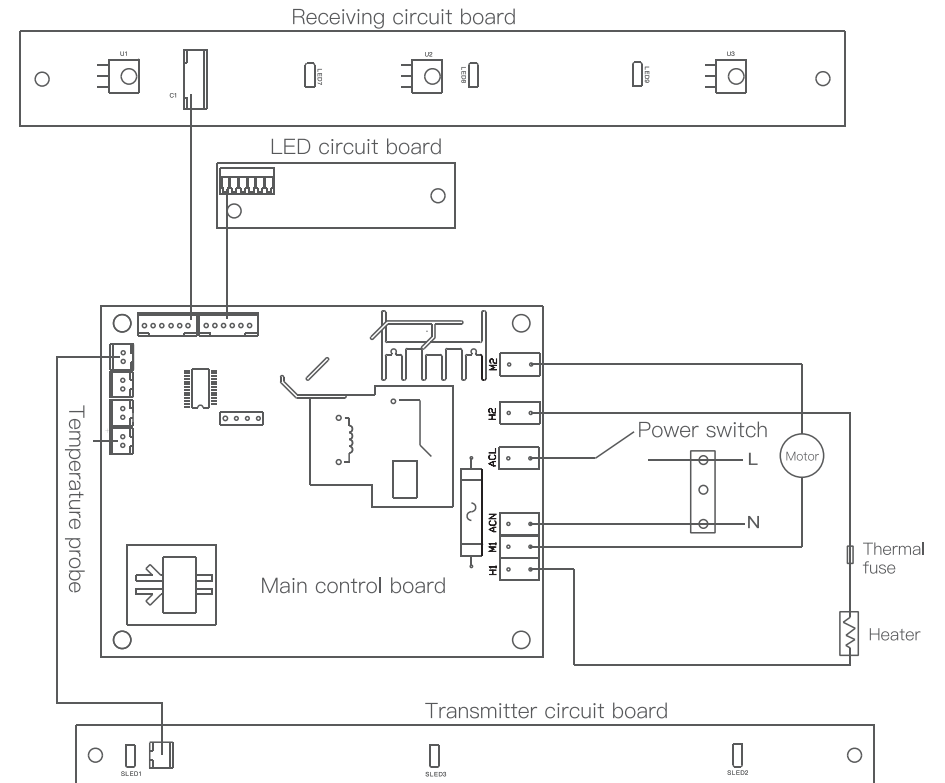 Receiving circuit board
U1
C1
LED7
U2
LED8
LED9
U3
LED circuit board
M2
H2
Power switch
ACL
L
Motor
Temperature probe
ACN
N
M1
H1
Thermal
fuse
Main control board
Heater
Transmitter circuit board
SLED1
SLED3
SLED2